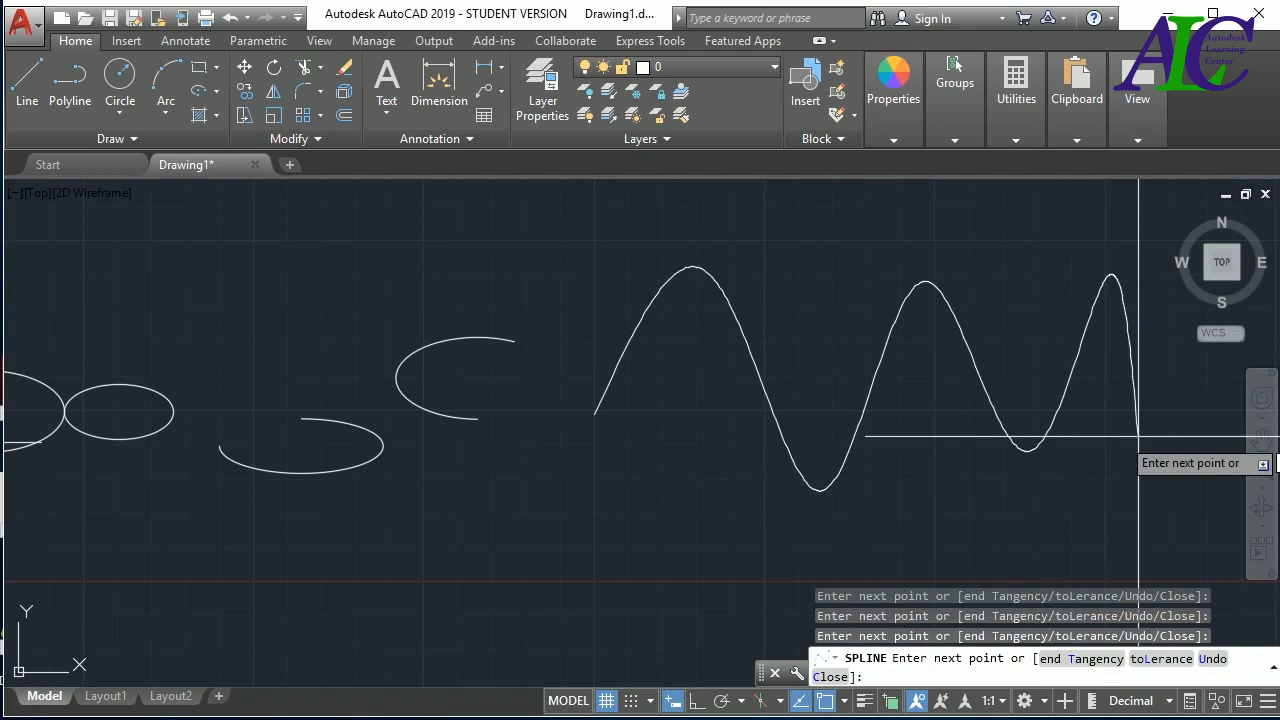 Autodesk AutoCAD 2019 - STUDENT VERSION Drawing1.d... Type a keyword or phrase Sign In
ALC Autodesk Learning Center
Home Insert Annotate Parametric View Manage Output Add-ins Collaborate Express Tools Featured Apps
0
Line Polyline Circle Arc Text Dimension Layer Properties Insert Properties Groups Utilities Clipboard View
Draw Modify Annotation Layers Block
Start Drawing1*
[−][Top][2D Wireframe]
N
W TOP E
S
WCS
Enter next point or
Y
X
Enter next point or [end Tangency/toLerance/Undo/Close]:
Enter next point or [end Tangency/toLerance/Undo/Close]:
Enter next point or [end Tangency/toLerance/Undo/Close]:
SPLINE Enter next point or [end Tangency toLerance Undo
Close]:
Model Layout1 Layout2
MODEL 1:1 Decimal